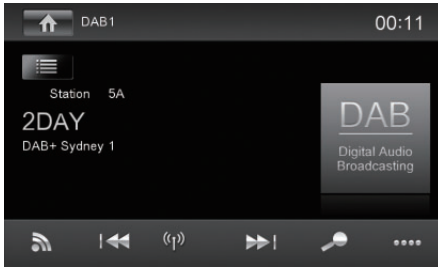 DAB1 00:11
Station 5A
2DAY
DAB+ Sydney 1
DAB
Digital Audio
Broadcasting